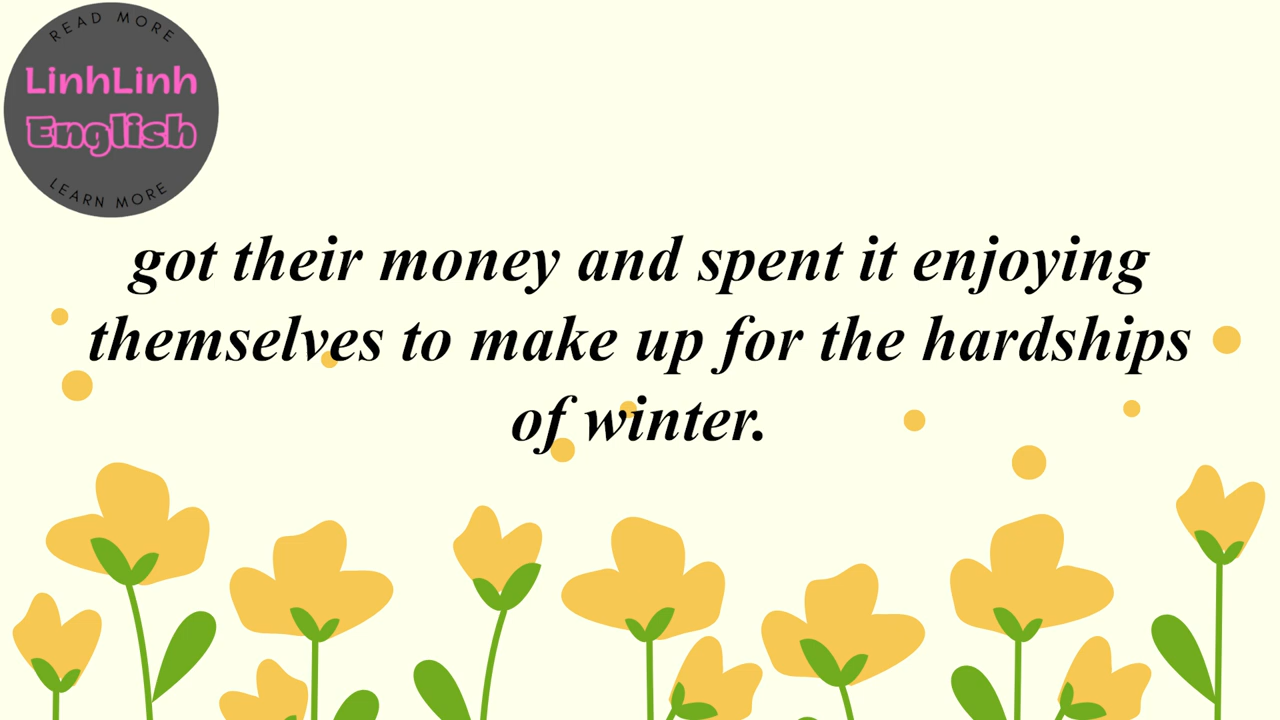 READ MORE
LinhLinh
English
LEARN MORE
got their money and spent it enjoying
themselves to make up for the hardships
of winter.